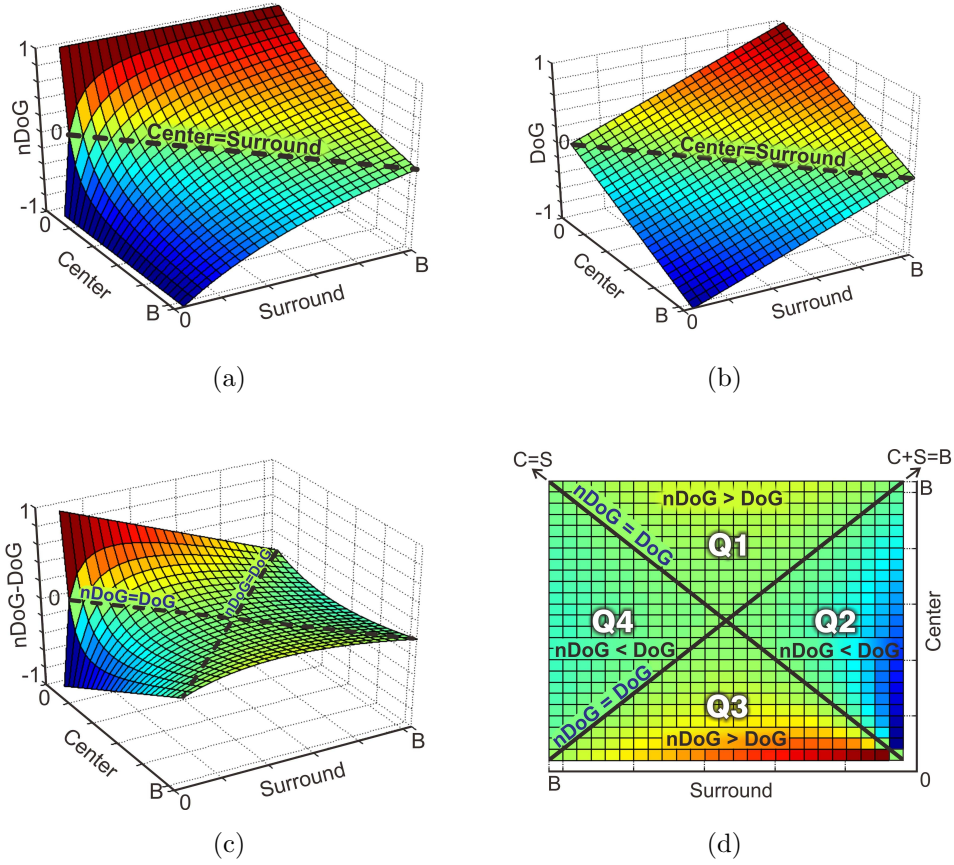 1
0
-1
nDoG
Center=Surround
0
Center
B
0
Surround
B
(a)
1
0
-1
DoG
Center=Surround
0
Center
B
0
Surround
B
(b)
1
0
-1
nDoG-DoG
nDoG=DoG
nDoG=DoG
0
Center
B
0
Surround
B
(c)
C=S
C+S=B
nDoG > DoG
nDoG = DoG
Q1
B
Q4
Q2
nDoG < DoG
nDoG < DoG
Center
nDoG = DoG
Q3
nDoG > DoG
B
Surround
0
(d)